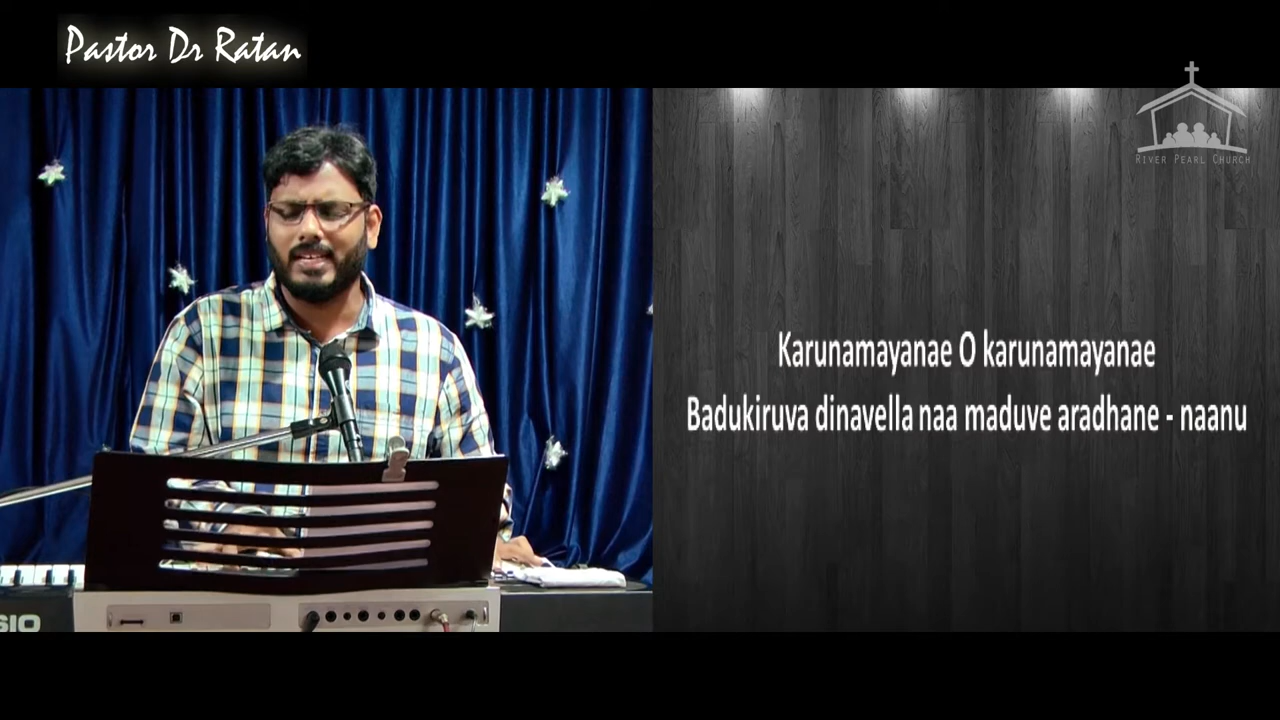 Pastor Dr Ratan
River Pearl Church
Karunamayanae O karunamayanae
Badukiruva dinavella naa maduve aradhane - naanu
SIO